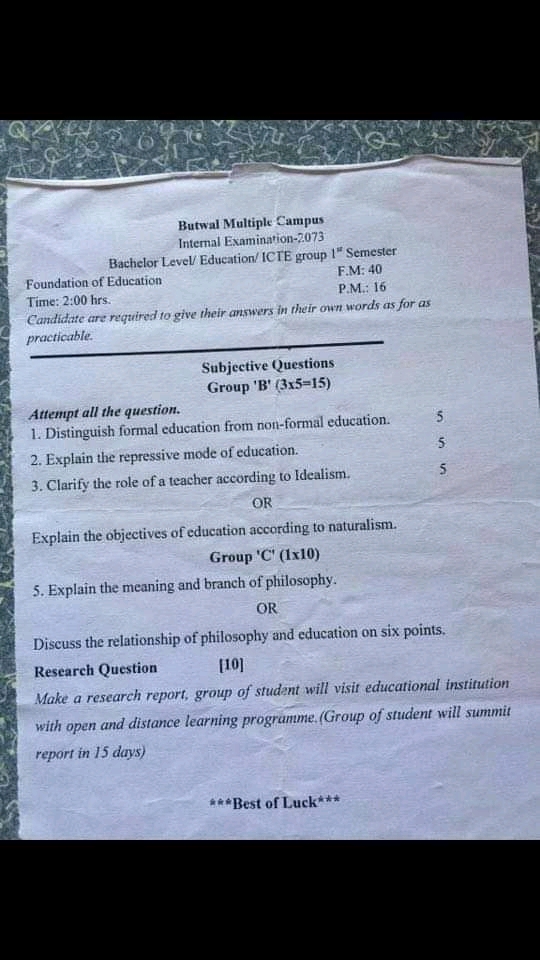 Butwal Multiple Campus
Internal Examination-2073
Bachelor Level/ Education/ ICTE group 1st Semester
Foundation of Education F.M: 40
Time: 2:00 hrs. P.M.: 16
Candidate are required to give their answers in their own words as for as
practicable.
Subjective Questions
Group 'B' (3x5=15)
Attempt all the question.
1. Distinguish formal education from non-formal education. 5
2. Explain the repressive mode of education. 5
3. Clarify the role of a teacher according to Idealism. 5
OR
Explain the objectives of education according to naturalism.
Group 'C' (1x10)
5. Explain the meaning and branch of philosophy.
OR
Discuss the relationship of philosophy and education on six points.
Research Question [10]
Make a research report, group of student will visit educational institution
with open and distance learning programme.(Group of student will summit
report in 15 days)
***Best of Luck***